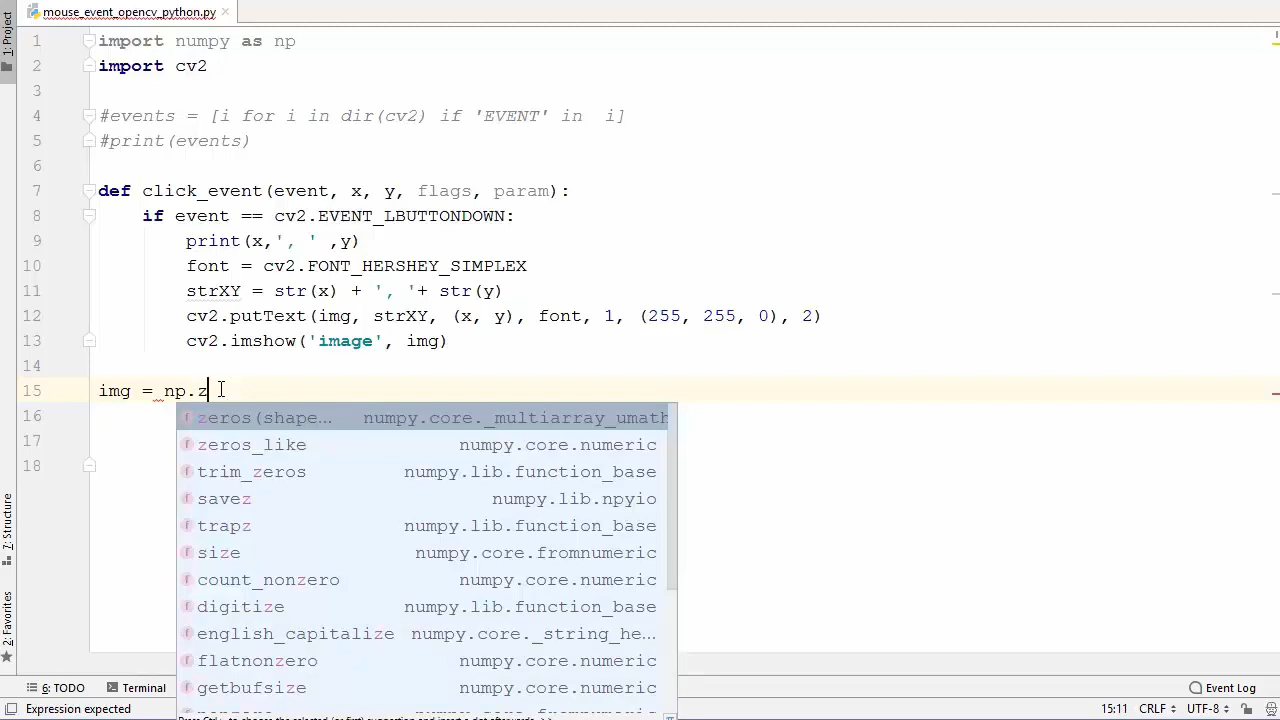 mouse_event_opencv_python.py
1: Project
1 import numpy as np
2 import cv2
3
4 #events = [i for i in dir(cv2) if 'EVENT' in  i]
5 #print(events)
6
7 def click_event(event, x, y, flags, param):
8 if event == cv2.EVENT_LBUTTONDOWN:
9 print(x,', ' ,y)
10 font = cv2.FONT_HERSHEY_SIMPLEX
11 strXY = str(x) + ', '+ str(y)
12 cv2.putText(img, strXY, (x, y), font, 1, (255, 255, 0), 2)
13 cv2.imshow('image', img)
14
15 img = np.z
16
17
18
zeros(shape... numpy.core._multiarray_umath
zeros_like numpy.core.numeric
trim_zeros numpy.lib.function_base
savez numpy.lib.npyio
trapz numpy.lib.function_base
size numpy.core.fromnumeric
count_nonzero numpy.core.numeric
digitize numpy.lib.function_base
english_capitalize numpy.core._string_he...
flatnonzero numpy.core.numeric
getbufsize numpy.core.numeric
7: Structure
2: Favorites
6: TODO Terminal Event Log
Expression expected 15:11 CRLF UTF-8